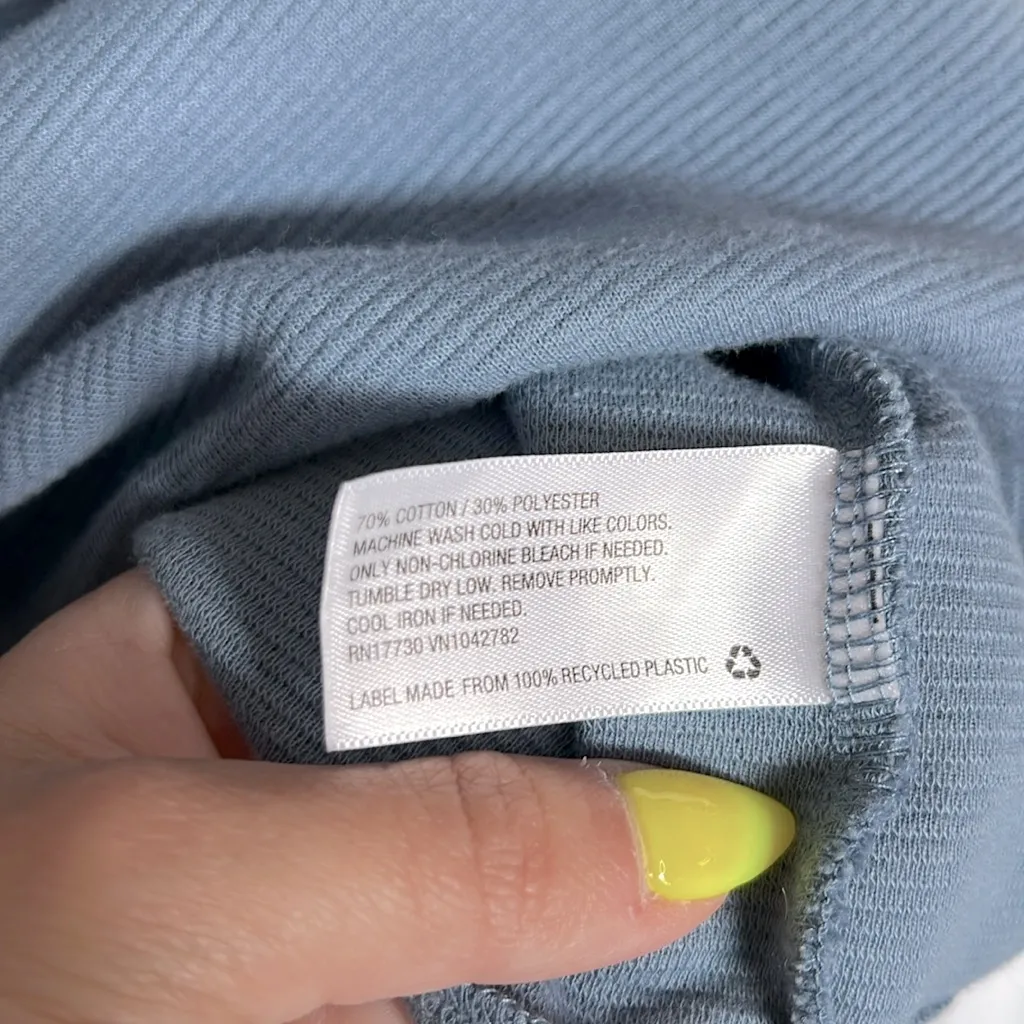 70% COTTON / 30% POLYESTER
MACHINE WASH COLD WITH LIKE COLORS.
ONLY NON-CHLORINE BLEACH IF NEEDED.
TUMBLE DRY LOW. REMOVE PROMPTLY.
COOL IRON IF NEEDED.
RN17730 VN1042782
LABEL MADE FROM 100% RECYCLED PLASTIC